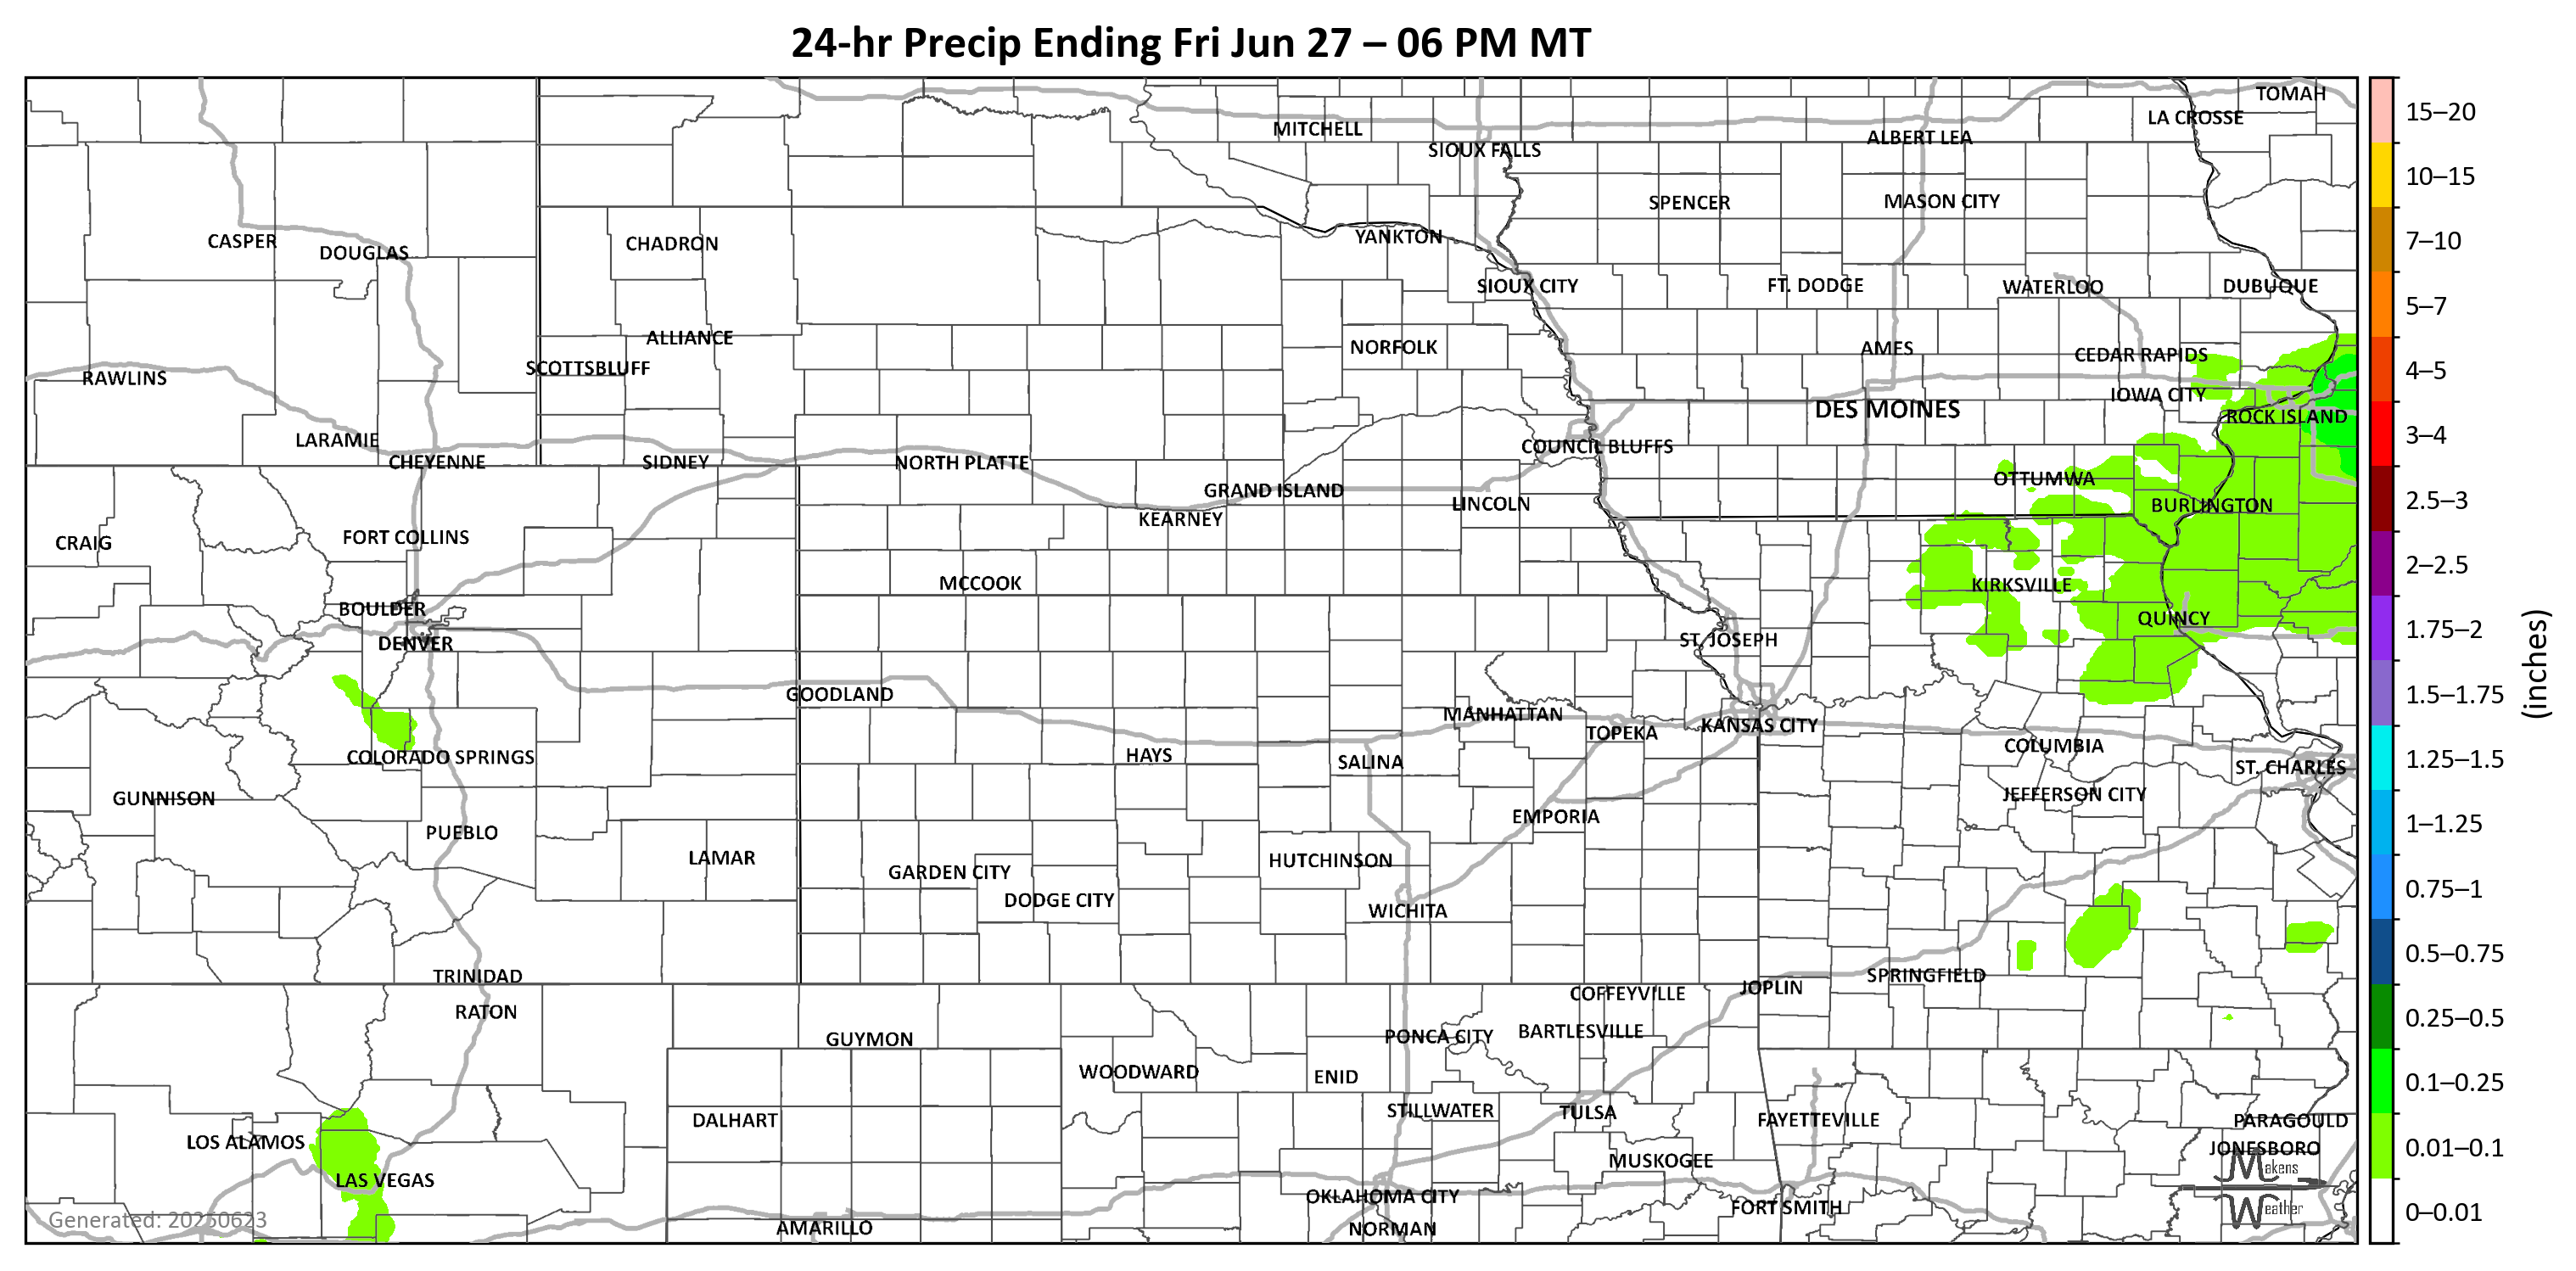 24-hr Precip Ending Fri Jun 27 – 06 PM MT
TOMAH
LA CROSSE
MITCHELL
ALBERT LEA
SIOUX FALLS
SPENCER
MASON CITY
YANKTON
CASPER
CHADRON
DOUGLAS
SIOUX CITY
FT. DODGE
WATERLOO
DUBUQUE
ALLIANCE
NORFOLK
AMES
CEDAR RAPIDS
SCOTTSBLUFF
RAWLINS
IOWA CITY
DES MOINES
ROCK ISLAND
LARAMIE
COUNCIL BLUFFS
CHEYENNE
SIDNEY
NORTH PLATTE
OTTUMWA
GRAND ISLAND
LINCOLN
BURLINGTON
KEARNEY
FORT COLLINS
CRAIG
MCCOOK
KIRKSVILLE
BOULDER
QUINCY
DENVER
ST. JOSEPH
GOODLAND
MANHATTAN
TOPEKA
KANSAS CITY
COLUMBIA
COLORADO SPRINGS
HAYS
SALINA
ST. CHARLES
GUNNISON
JEFFERSON CITY
EMPORIA
PUEBLO
LAMAR
HUTCHINSON
GARDEN CITY
DODGE CITY
WICHITA
TRINIDAD
SPRINGFIELD
JOPLIN
COFFEYVILLE
RATON
GUYMON
PONCA CITY
BARTLESVILLE
WOODWARD
ENID
STILLWATER
TULSA
DALHART
FAYETTEVILLE
PARAGOULD
LOS ALAMOS
JONESBORO
MUSKOGEE
LAS VEGAS
OKLAHOMA CITY
FORT SMITH
AMARILLO
NORMAN
Generated: 20250623
Makens
Weather
15–20
10–15
7–10
5–7
4–5
3–4
2.5–3
2–2.5
1.75–2
1.5–1.75
1.25–1.5
1–1.25
0.75–1
0.5–0.75
0.25–0.5
0.1–0.25
0.01–0.1
0–0.01
(inches)